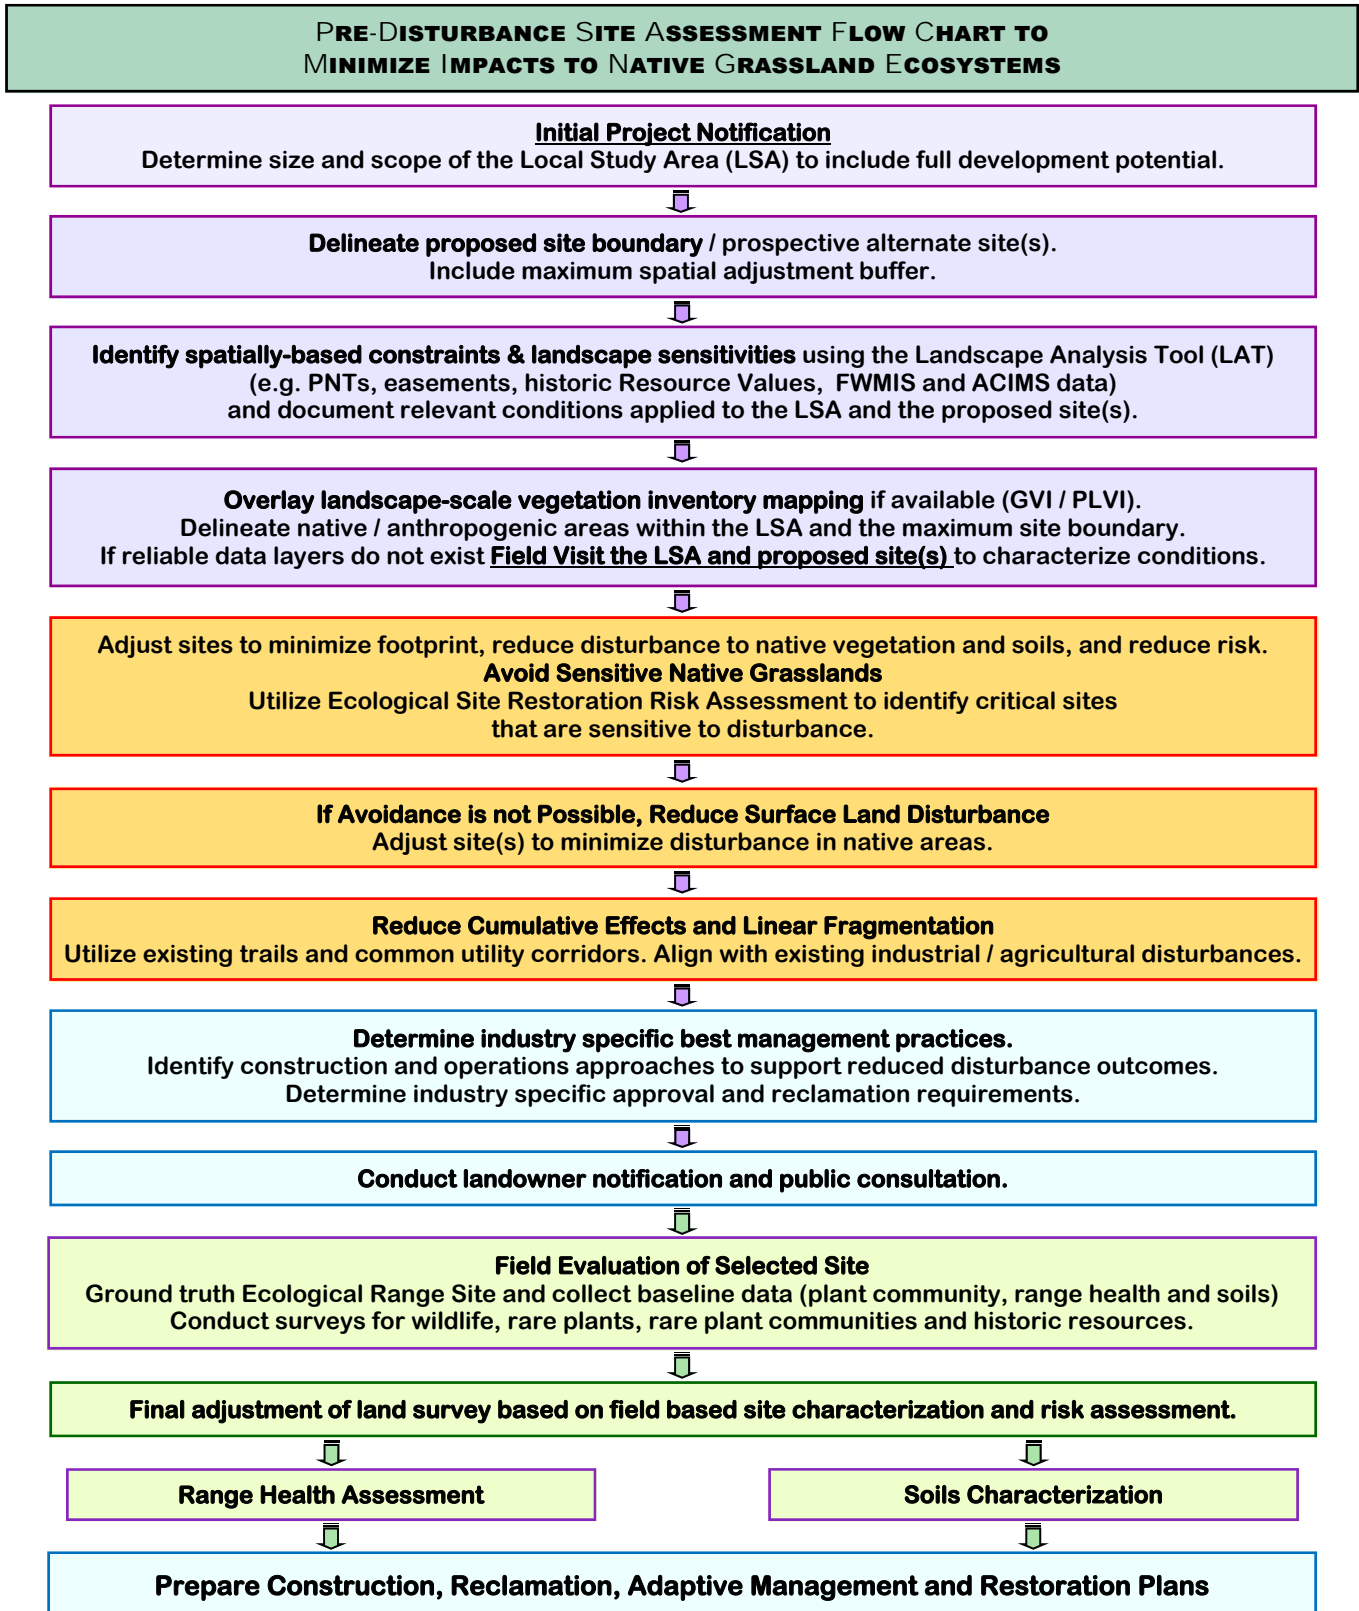 PRE-DISTURBANCE SITE ASSESSMENT FLOW CHART TO
MINIMIZE IMPACTS TO NATIVE GRASSLAND ECOSYSTEMS
Initial Project Notification
Determine size and scope of the Local Study Area (LSA) to include full development potential.
Delineate proposed site boundary / prospective alternate site(s).
Include maximum spatial adjustment buffer.
Identify spatially-based constraints & landscape sensitivities using the Landscape Analysis Tool (LAT)
(e.g. PNTs, easements, historic Resource Values, FWMIS and ACIMS data)
and document relevant conditions applied to the LSA and the proposed site(s).
Overlay landscape-scale vegetation inventory mapping if available (GVI / PLVI).
Delineate native / anthropogenic areas within the LSA and the maximum site boundary.
If reliable data layers do not exist Field Visit the LSA and proposed site(s) to characterize conditions.
Adjust sites to minimize footprint, reduce disturbance to native vegetation and soils, and reduce risk.
Avoid Sensitive Native Grasslands
Utilize Ecological Site Restoration Risk Assessment to identify critical sites
that are sensitive to disturbance.
If Avoidance is not Possible, Reduce Surface Land Disturbance
Adjust site(s) to minimize disturbance in native areas.
Reduce Cumulative Effects and Linear Fragmentation
Utilize existing trails and common utility corridors. Align with existing industrial / agricultural disturbances.
Determine industry specific best management practices.
Identify construction and operations approaches to support reduced disturbance outcomes.
Determine industry specific approval and reclamation requirements.
Conduct landowner notification and public consultation.
Field Evaluation of Selected Site
Ground truth Ecological Range Site and collect baseline data (plant community, range health and soils)
Conduct surveys for wildlife, rare plants, rare plant communities and historic resources.
Final adjustment of land survey based on field based site characterization and risk assessment.
Range Health Assessment
Soils Characterization
Prepare Construction, Reclamation, Adaptive Management and Restoration Plans